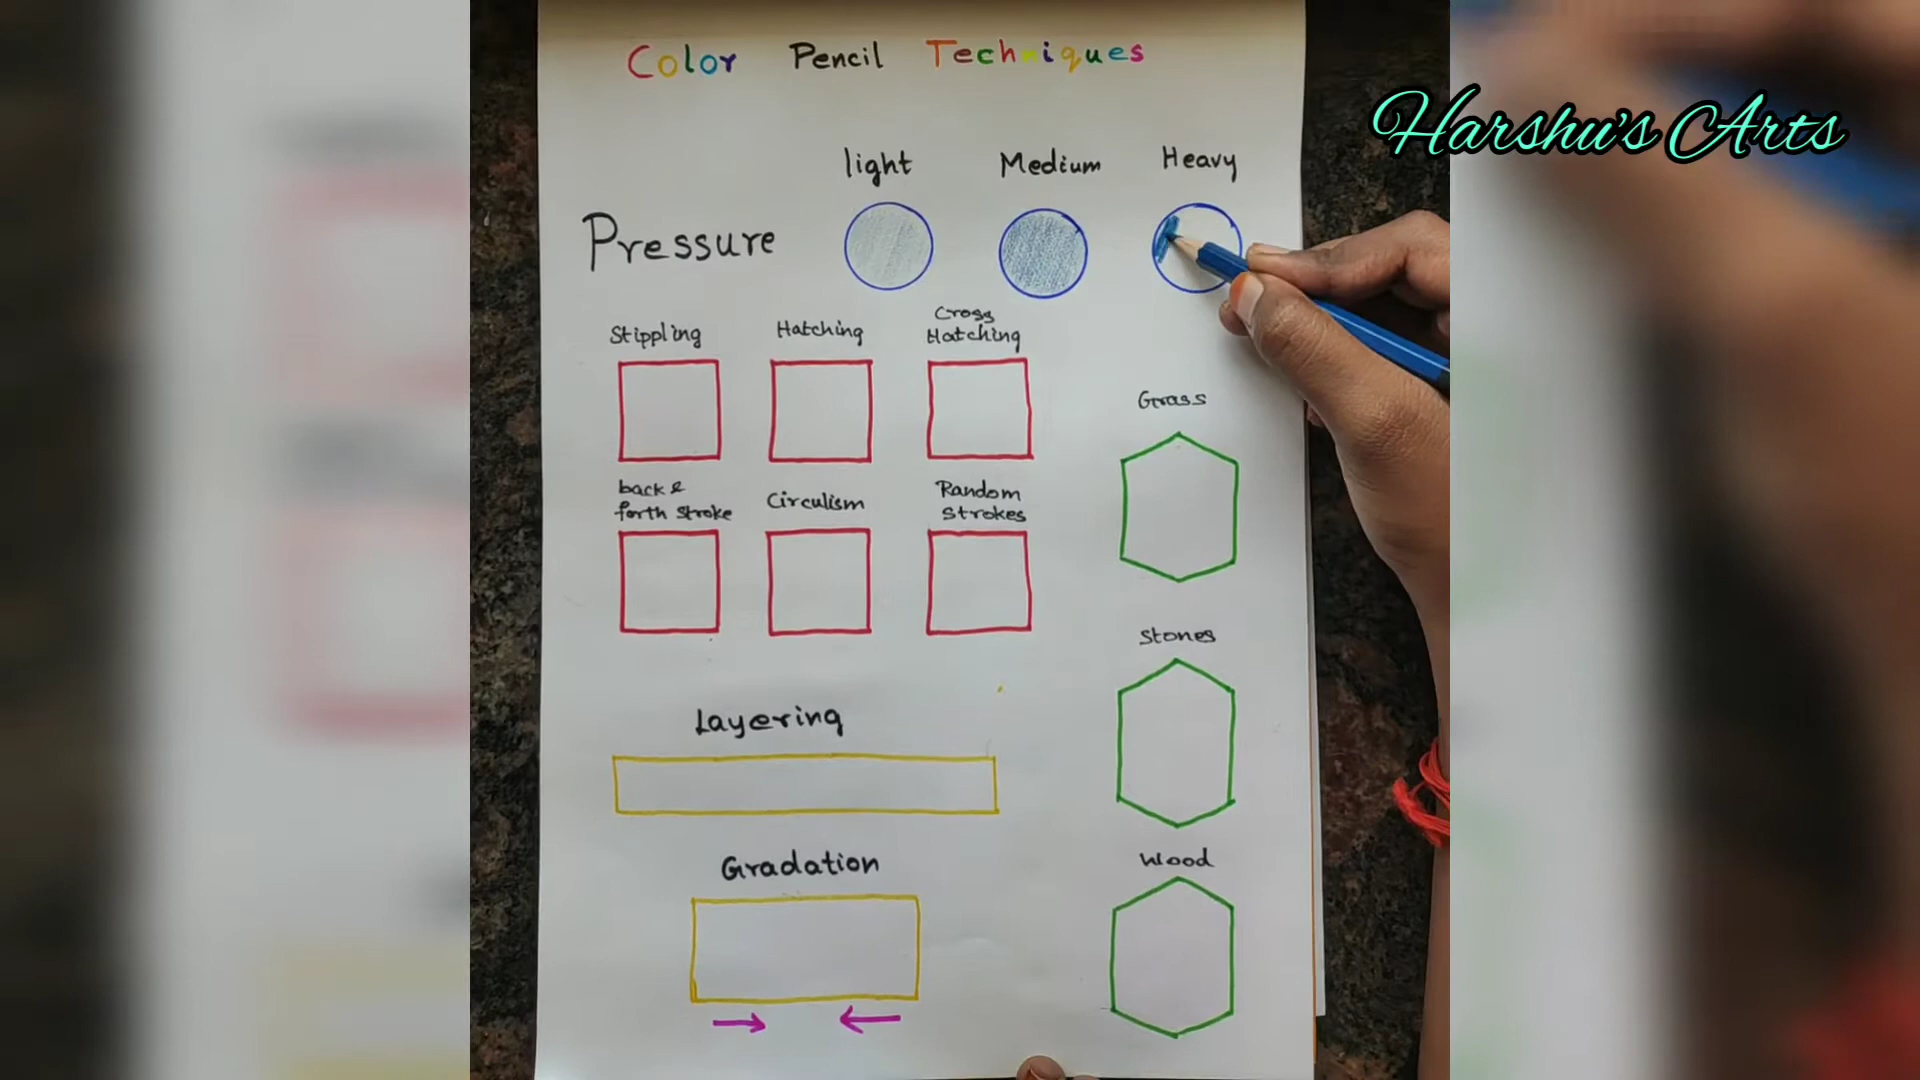 Color Pencil Techniques
Harshu's Arts
light Medium Heavy
Pressure
Stippling Hatching Cross
Hatching
Grass
back &
forth stroke Circulism Random
Strokes
Stones
Layering
Gradation
Wood